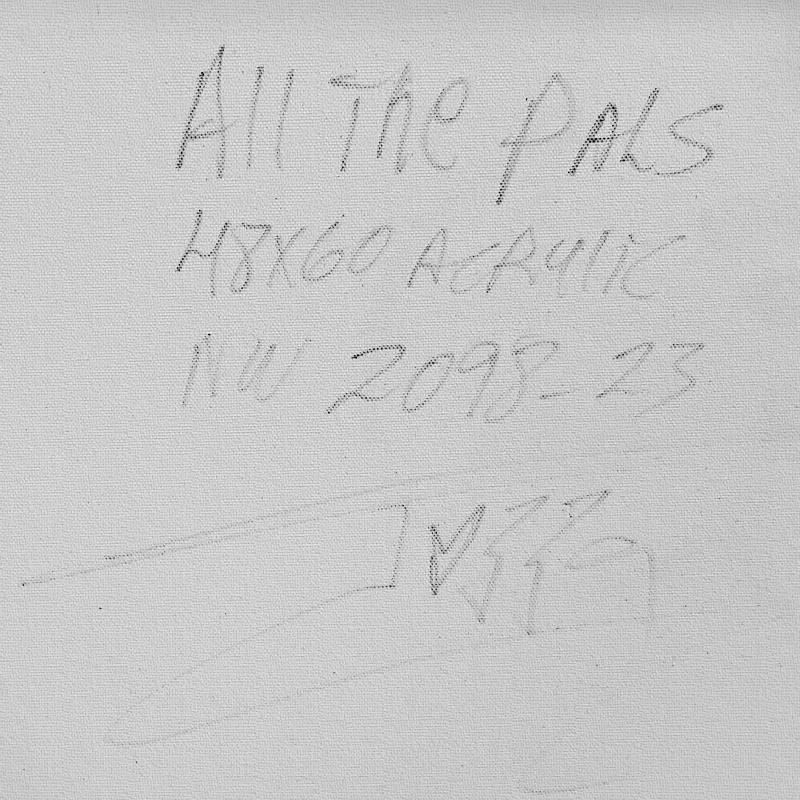 All The PALS
48X60 ACRYLIC
NW 2098-23